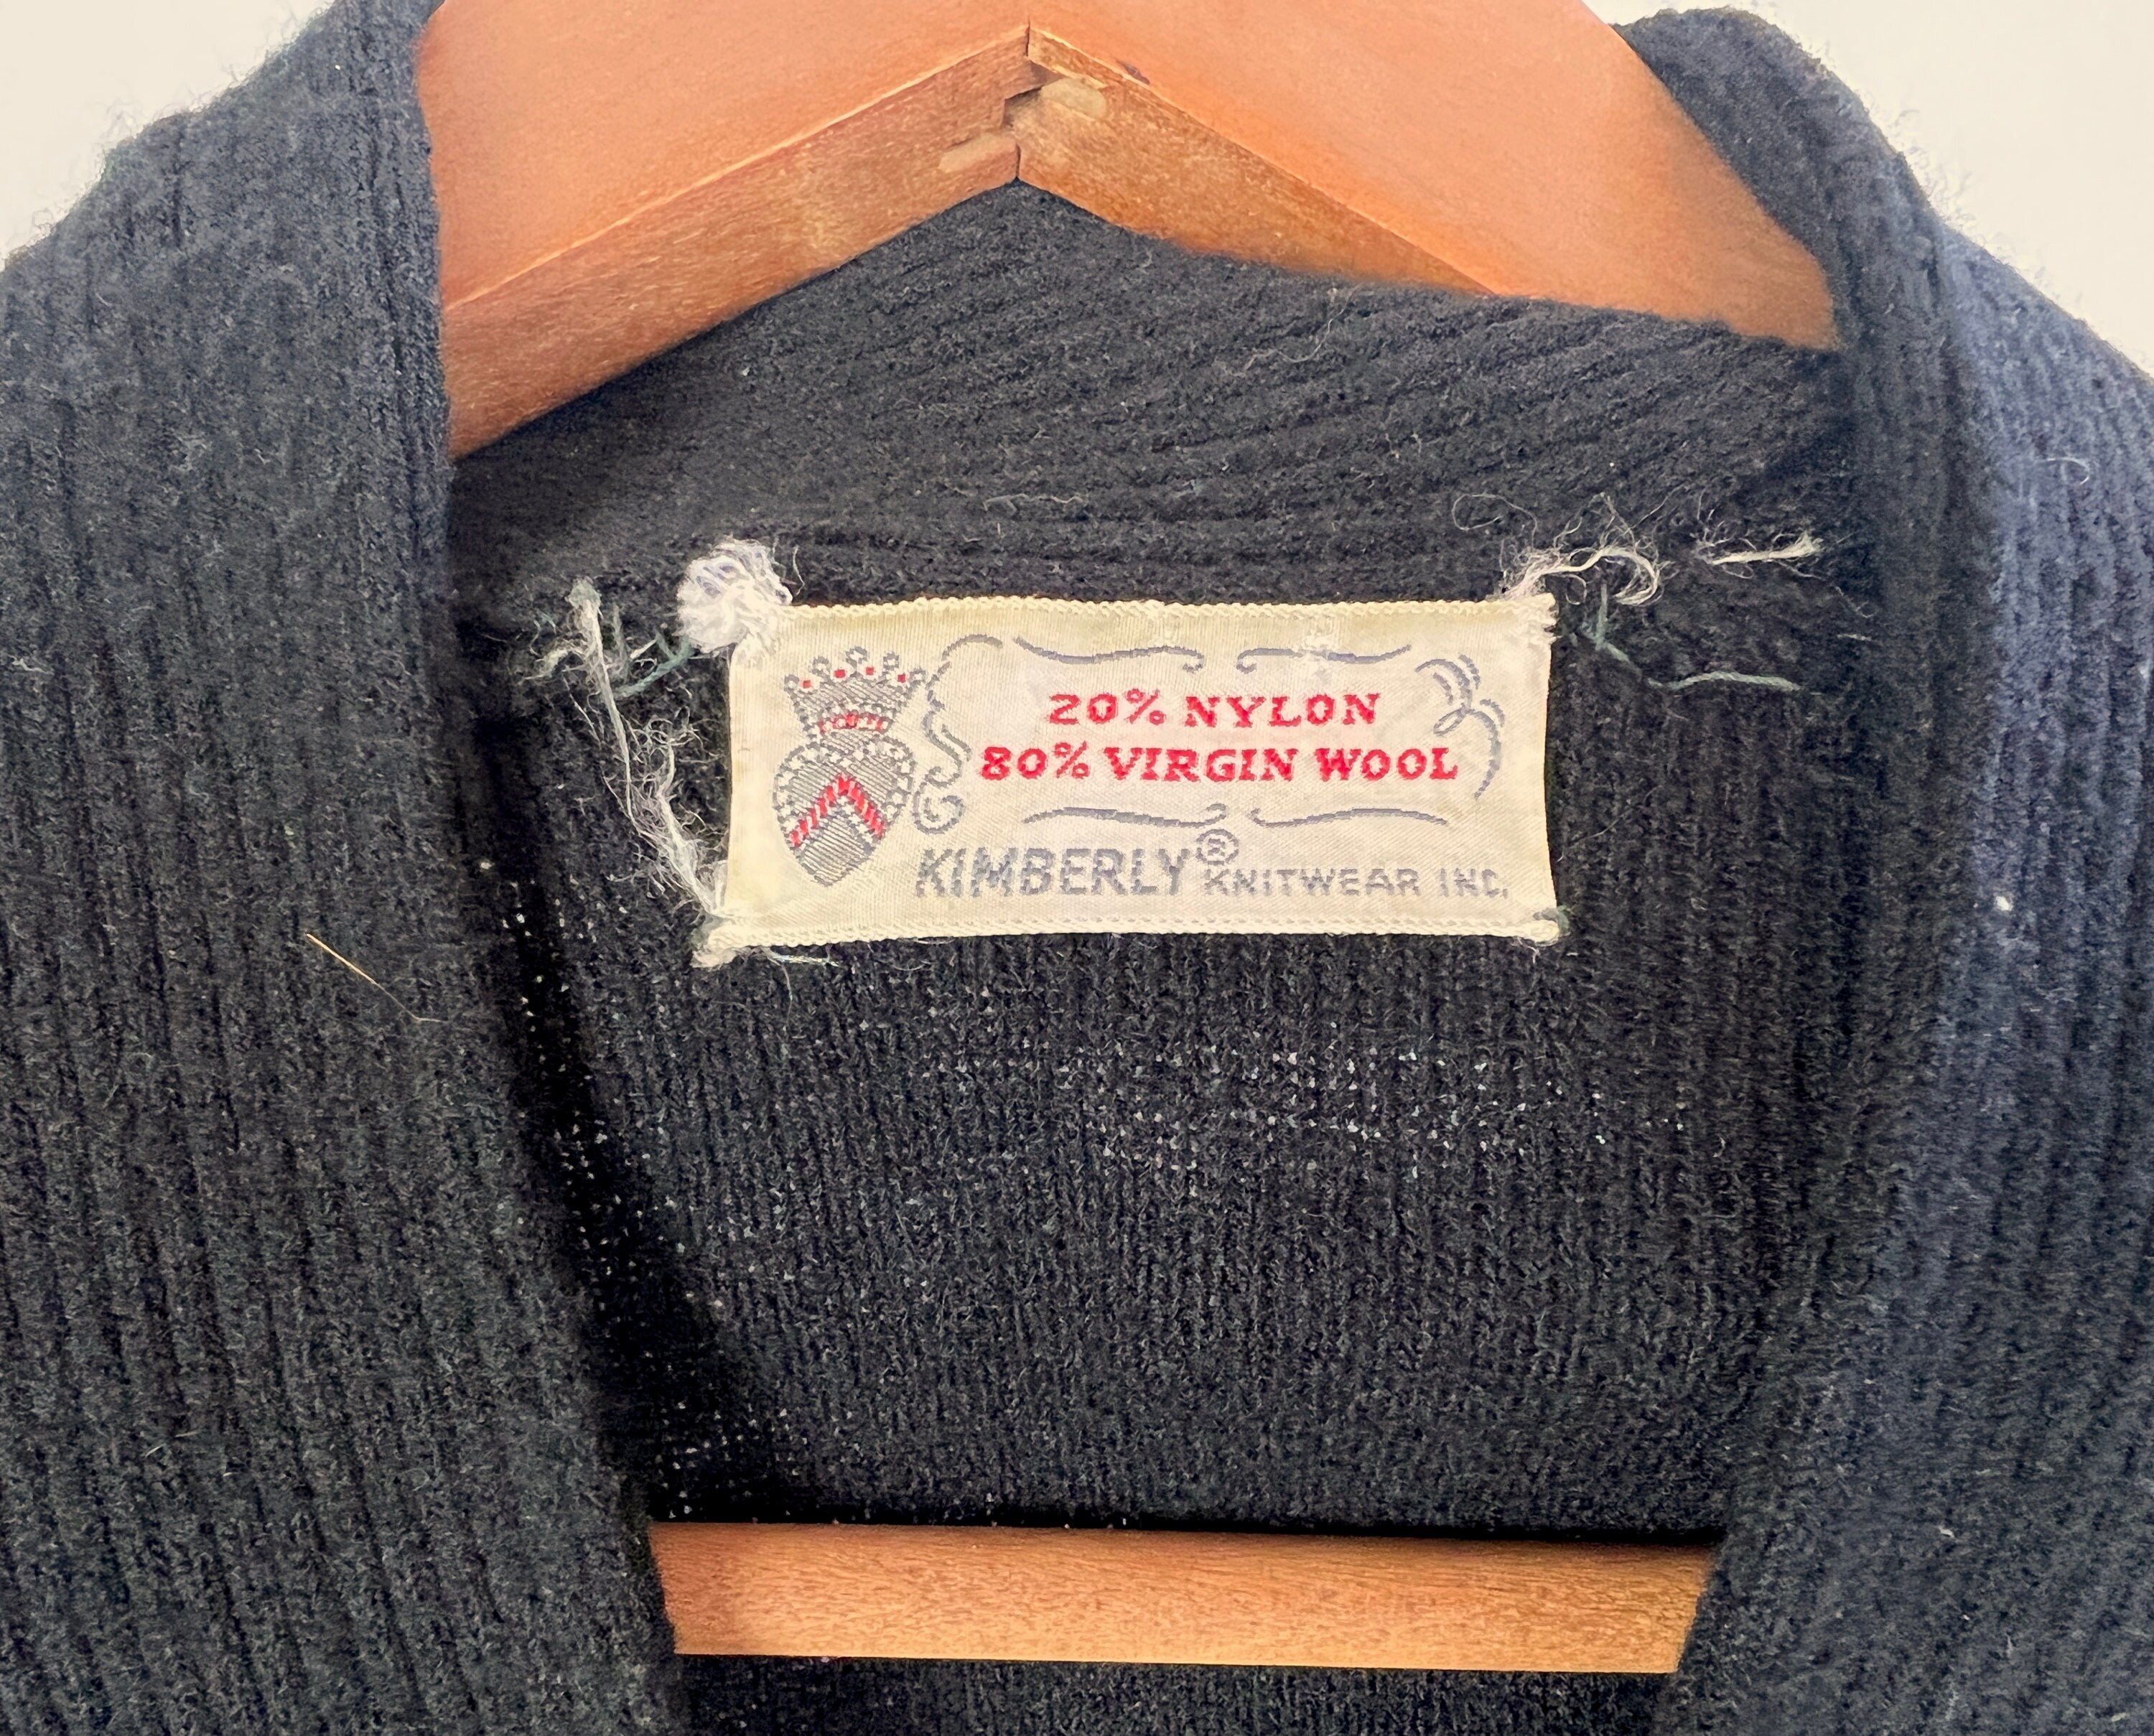 20% NYLON
80% VIRGIN WOOL
KIMBERLY® KNITWEAR INC.